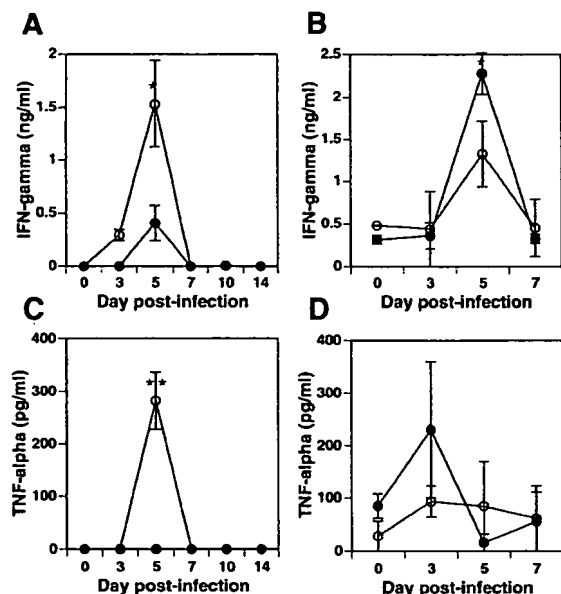 A
IFN-gamma (ng/ml)
2
1.5
1
0.5
0
*
0 3 5 7 10 14
Day post-infection
B
IFN-gamma (ng/ml)
2.5
2
1.5
1
0.5
0
*
0 3 5 7
Day post-infection
C
TNF-alpha (pg/ml)
400
300
200
100
0
**
0 3 5 7 10 14
Day post-infection
D
TNF-alpha (pg/ml)
400
300
200
100
0
0 3 5 7
Day post-infection